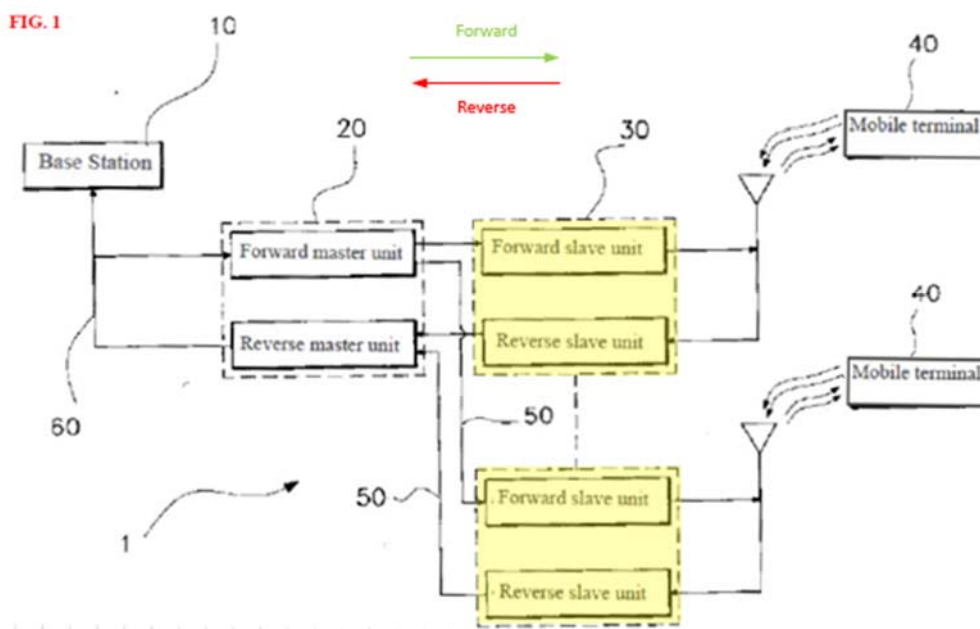 FIG. 1
Forward
Reverse
10
20
30
40
Base Station
Mobile terminal
Forward master unit
Forward slave unit
Reverse master unit
Reverse slave unit
40
Mobile terminal
60
50
50
Forward slave unit
1
Reverse slave unit